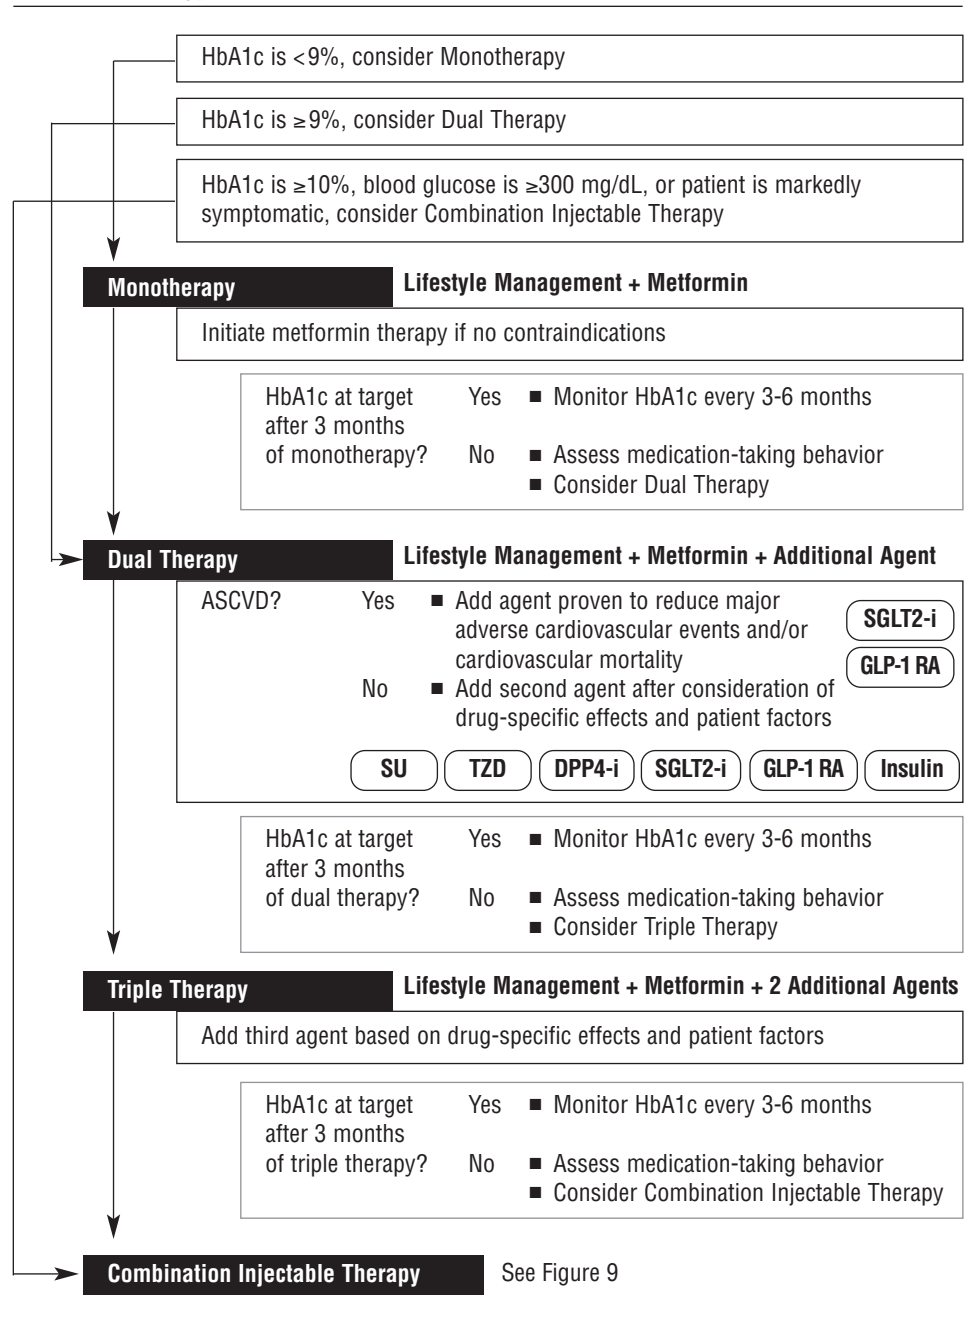 HbA1c is <9%, consider Monotherapy
HbA1c is ≥9%, consider Dual Therapy
HbA1c is ≥10%, blood glucose is ≥300 mg/dL, or patient is markedly
symptomatic, consider Combination Injectable Therapy
Monotherapy Lifestyle Management + Metformin
Initiate metformin therapy if no contraindications
HbA1c at target Yes ■ Monitor HbA1c every 3-6 months
after 3 months
of monotherapy? No ■ Assess medication-taking behavior
■ Consider Dual Therapy
Dual Therapy Lifestyle Management + Metformin + Additional Agent
ASCVD? Yes ■ Add agent proven to reduce major
adverse cardiovascular events and/or
cardiovascular mortality
SGLT2-i
GLP-1 RA
No ■ Add second agent after consideration of
drug-specific effects and patient factors
SU TZD DPP4-i SGLT2-i GLP-1 RA Insulin
HbA1c at target Yes ■ Monitor HbA1c every 3-6 months
after 3 months
of dual therapy? No ■ Assess medication-taking behavior
■ Consider Triple Therapy
Triple Therapy Lifestyle Management + Metformin + 2 Additional Agents
Add third agent based on drug-specific effects and patient factors
HbA1c at target Yes ■ Monitor HbA1c every 3-6 months
after 3 months
of triple therapy? No ■ Assess medication-taking behavior
■ Consider Combination Injectable Therapy
Combination Injectable Therapy See Figure 9